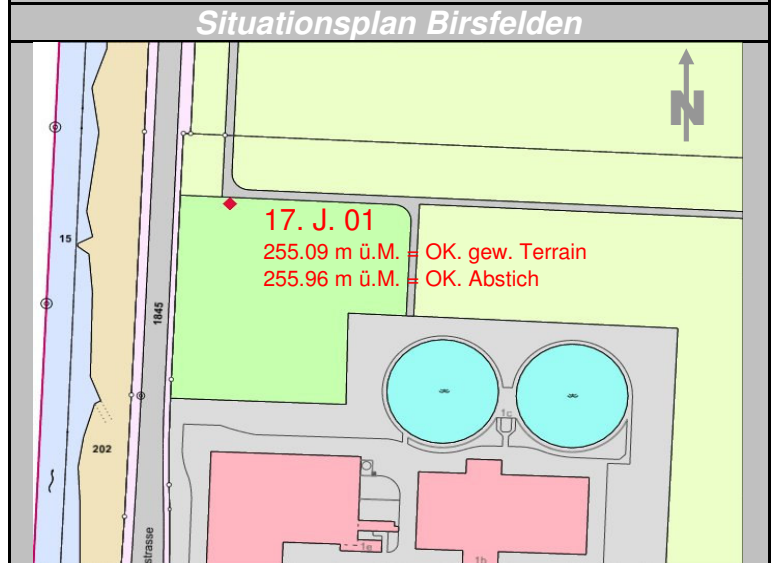 Situationsplan Birsfelden
N
17. J. 01
255.09 m ü.M. = OK. gew. Terrain
255.96 m ü.M. = OK. Abstich
15
1845
202
1c
strasse
1e
1b